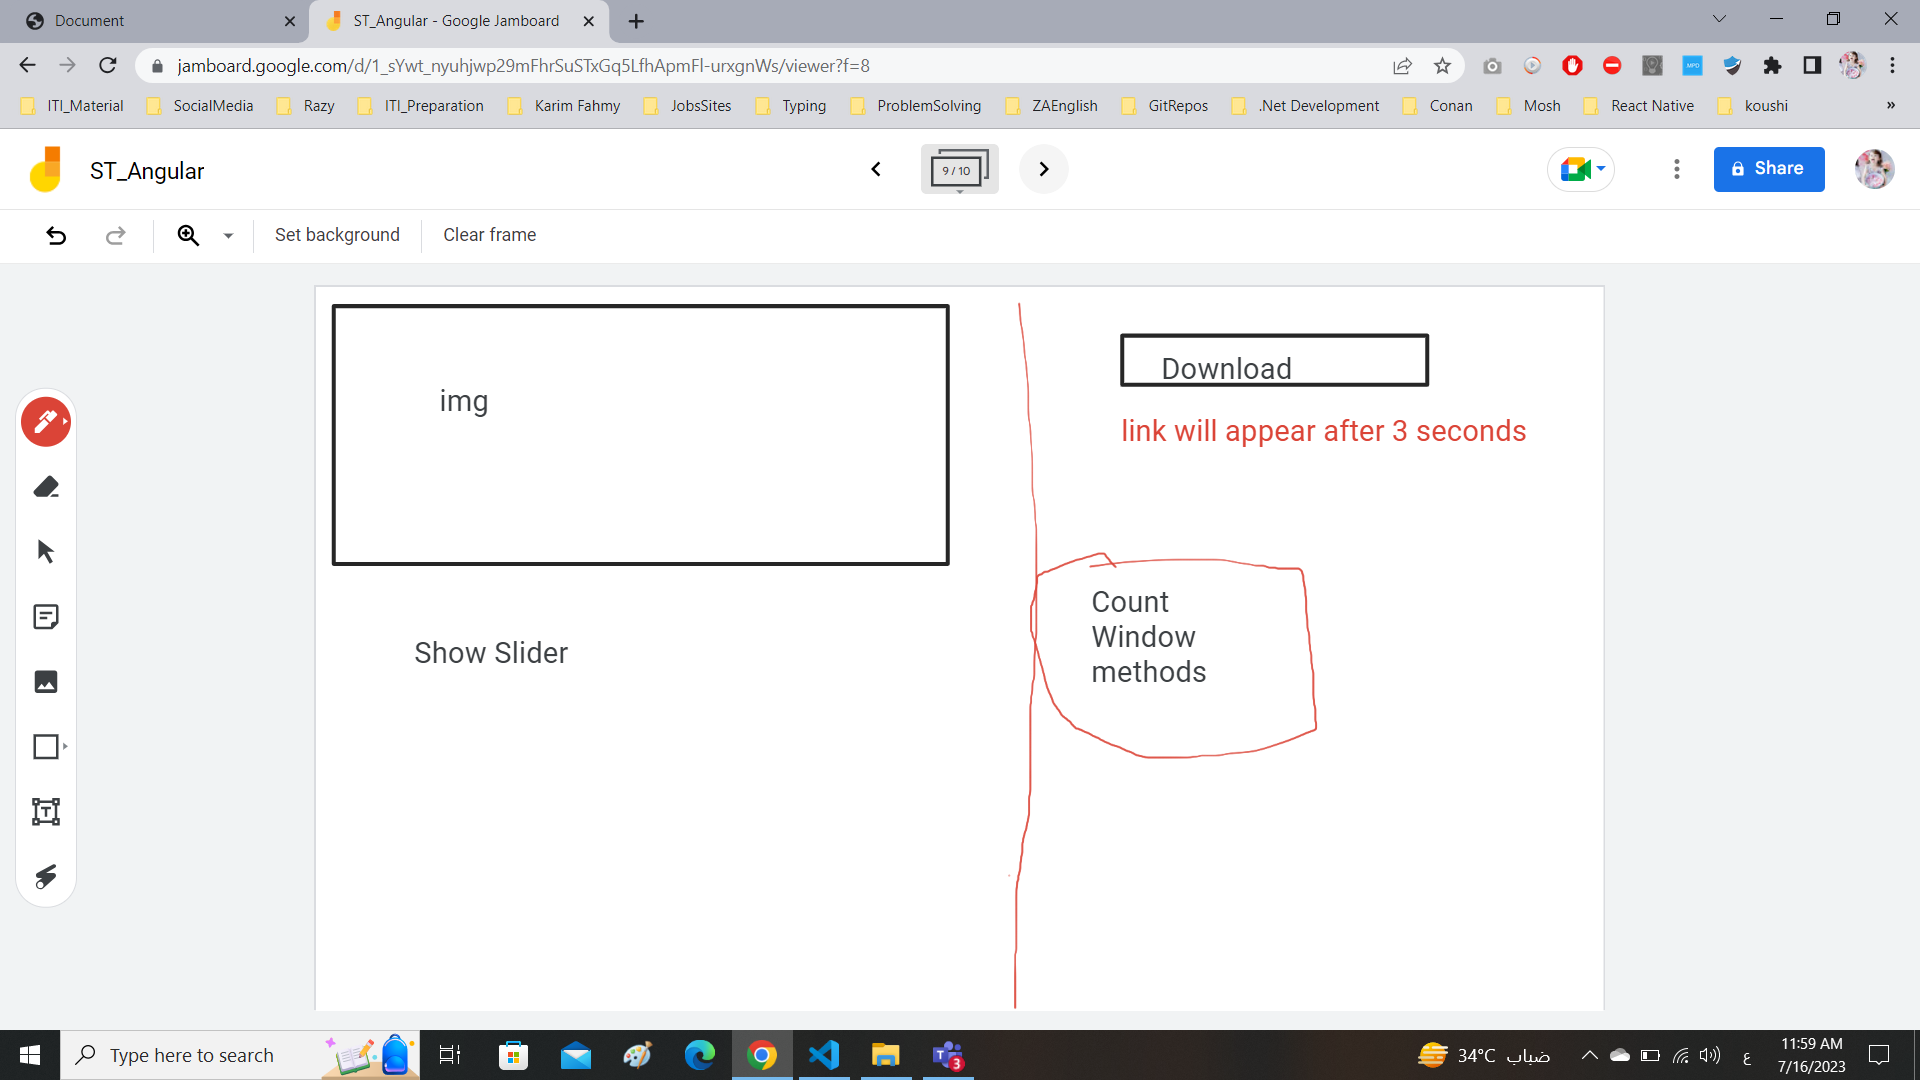 Document
ST_Angular - Google Jamboard
jamboard.google.com/d/1_sYwt_nyuhjwp29mFhrSuSTxGq5LfhApmFI-urxgnWs/viewer?f=8
ITI_Material
SocialMedia
Razy
ITI_Preparation
Karim Fahmy
JobsSites
Typing
ProblemSolving
ZAEnglish
GitRepos
.Net Development
Conan
Mosh
React Native
koushi
»
ST_Angular
9 / 10
Share
Set background
Clear frame
img
Download
link will appear after 3 seconds
Count
Window
methods
Show Slider
Type here to search
3
34°C ضباب
ع
11:59 AM
7/16/2023